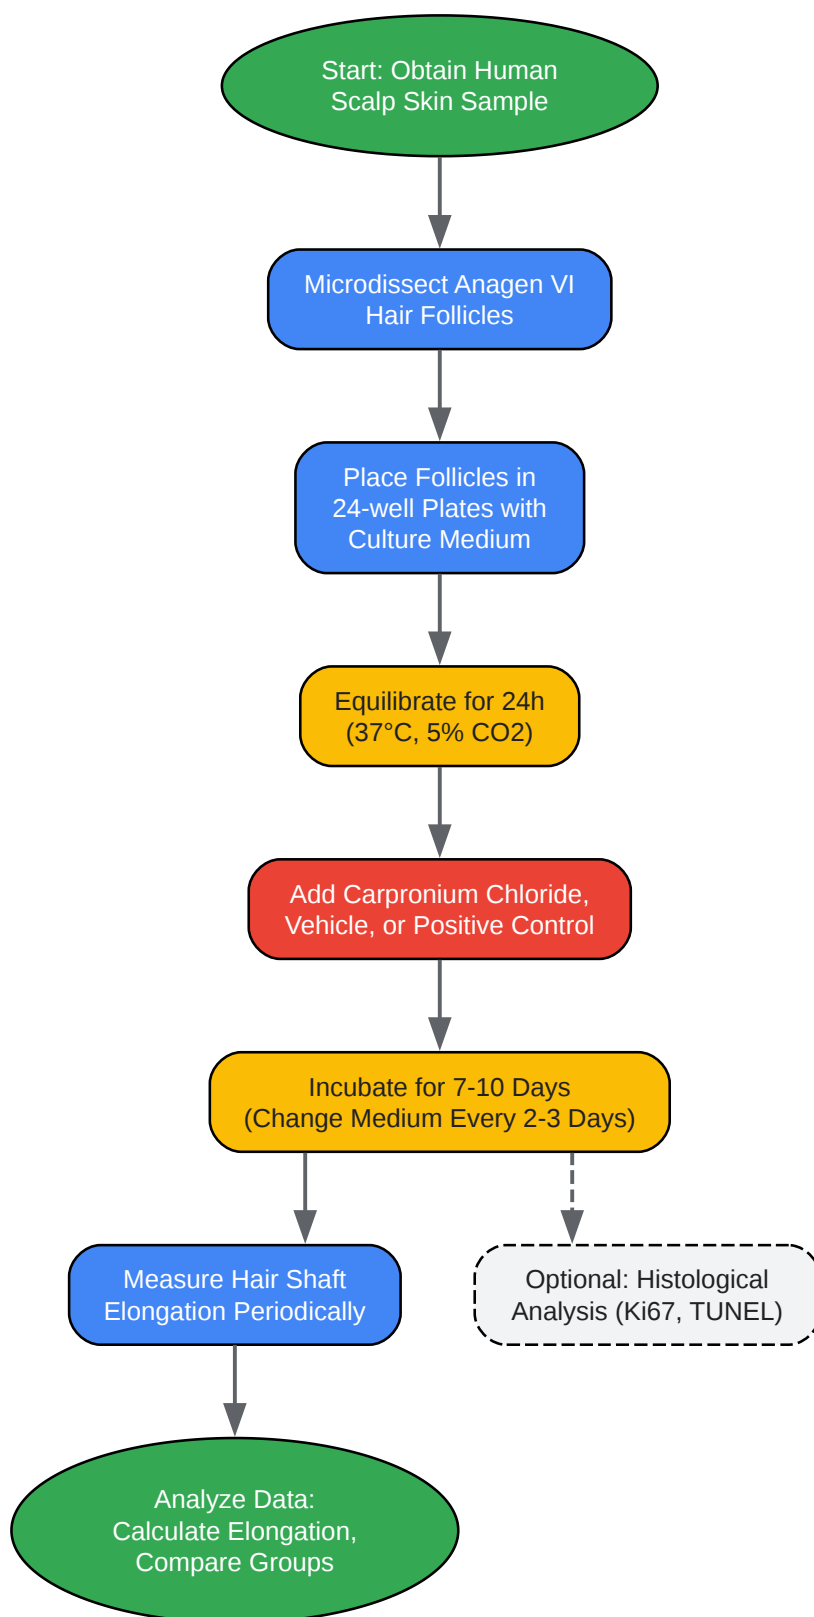 Start: Obtain Human
Scalp Skin Sample
Microdissect Anagen VI
Hair Follicles
Place Follicles in
24-well Plates with
Culture Medium
Equilibrate for 24h
(37°C, 5% CO2)
Add Carpronium Chloride,
Vehicle, or Positive Control
Incubate for 7-10 Days
(Change Medium Every 2-3 Days)
Measure Hair Shaft
Elongation Periodically
Optional: Histological
Analysis (Ki67, TUNEL)
Analyze Data:
Calculate Elongation,
Compare Groups